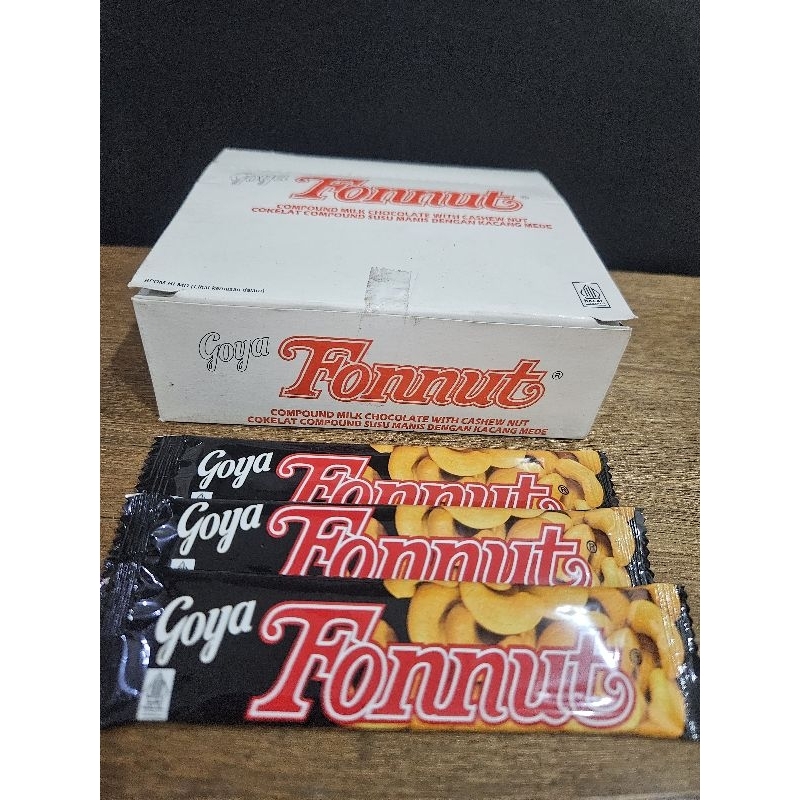 Goya Fonnut ®
COMPOUND MILK CHOCOLATE WITH CASHEW NUT
COKELAT COMPOUND SUSU MANIS DENGAN KACANG MEDE
HALAL
Goya Fonnut ®
COMPOUND MILK CHOCOLATE WITH CASHEW NUT
COKELAT COMPOUND SUSU MANIS DENGAN KACANG MEDE
Goya Fonnut ®
Goya Fonnut ®
Goya Fonnut ®